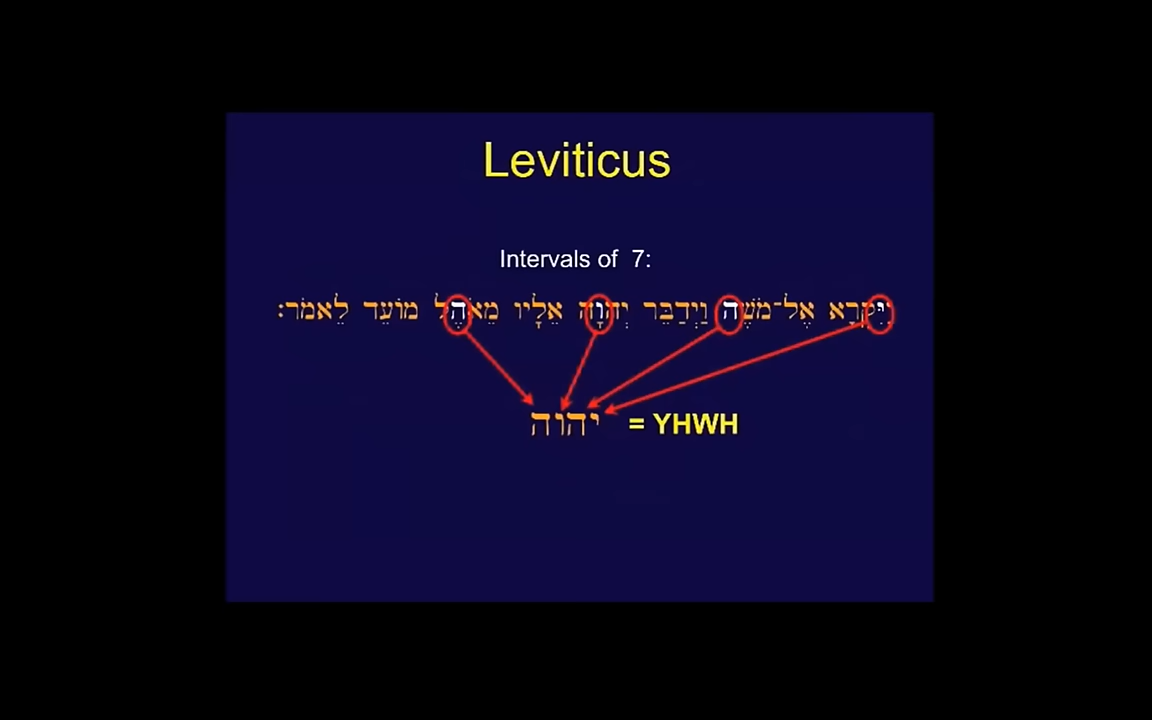 Leviticus
Intervals of 7:
וַיִּקְרָא אֶל־מֹשֶׁה וַיְדַבֵּר יְהוָה אֵלָיו מֵאֹהֶל מוֹעֵד לֵאמֹר׃
יהוה = YHWH